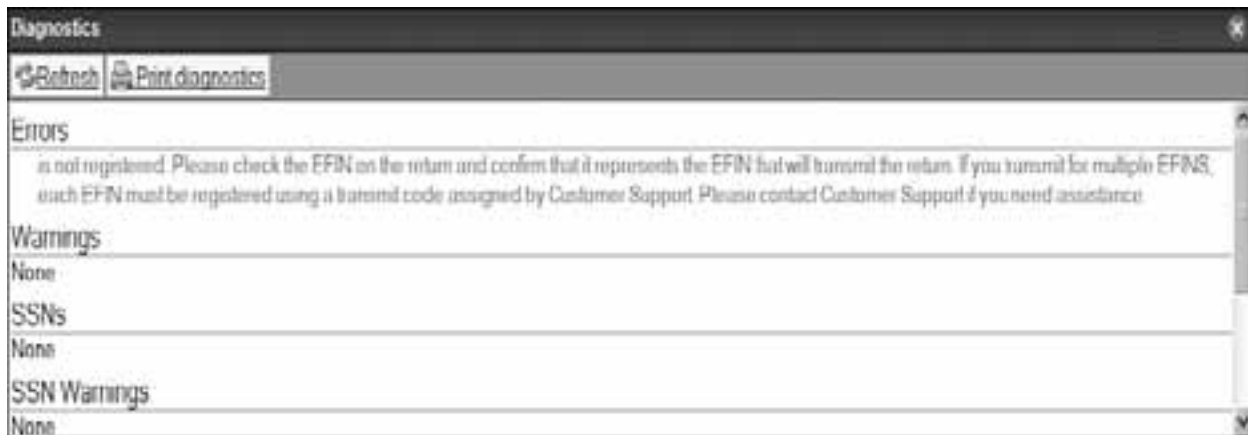 Diagnostics
Refresh Print diagnostics
Errors
is not registered. Please check the EFIN on the return and confirm that it represents the EFIN that will transmit the return. If you transmit for multiple EFINS,
each EFIN must be registered using a transmit code assigned by Customer Support. Please contact Customer Support if you need assistance.
Warnings
None
SSNs
None
SSN Warnings
None